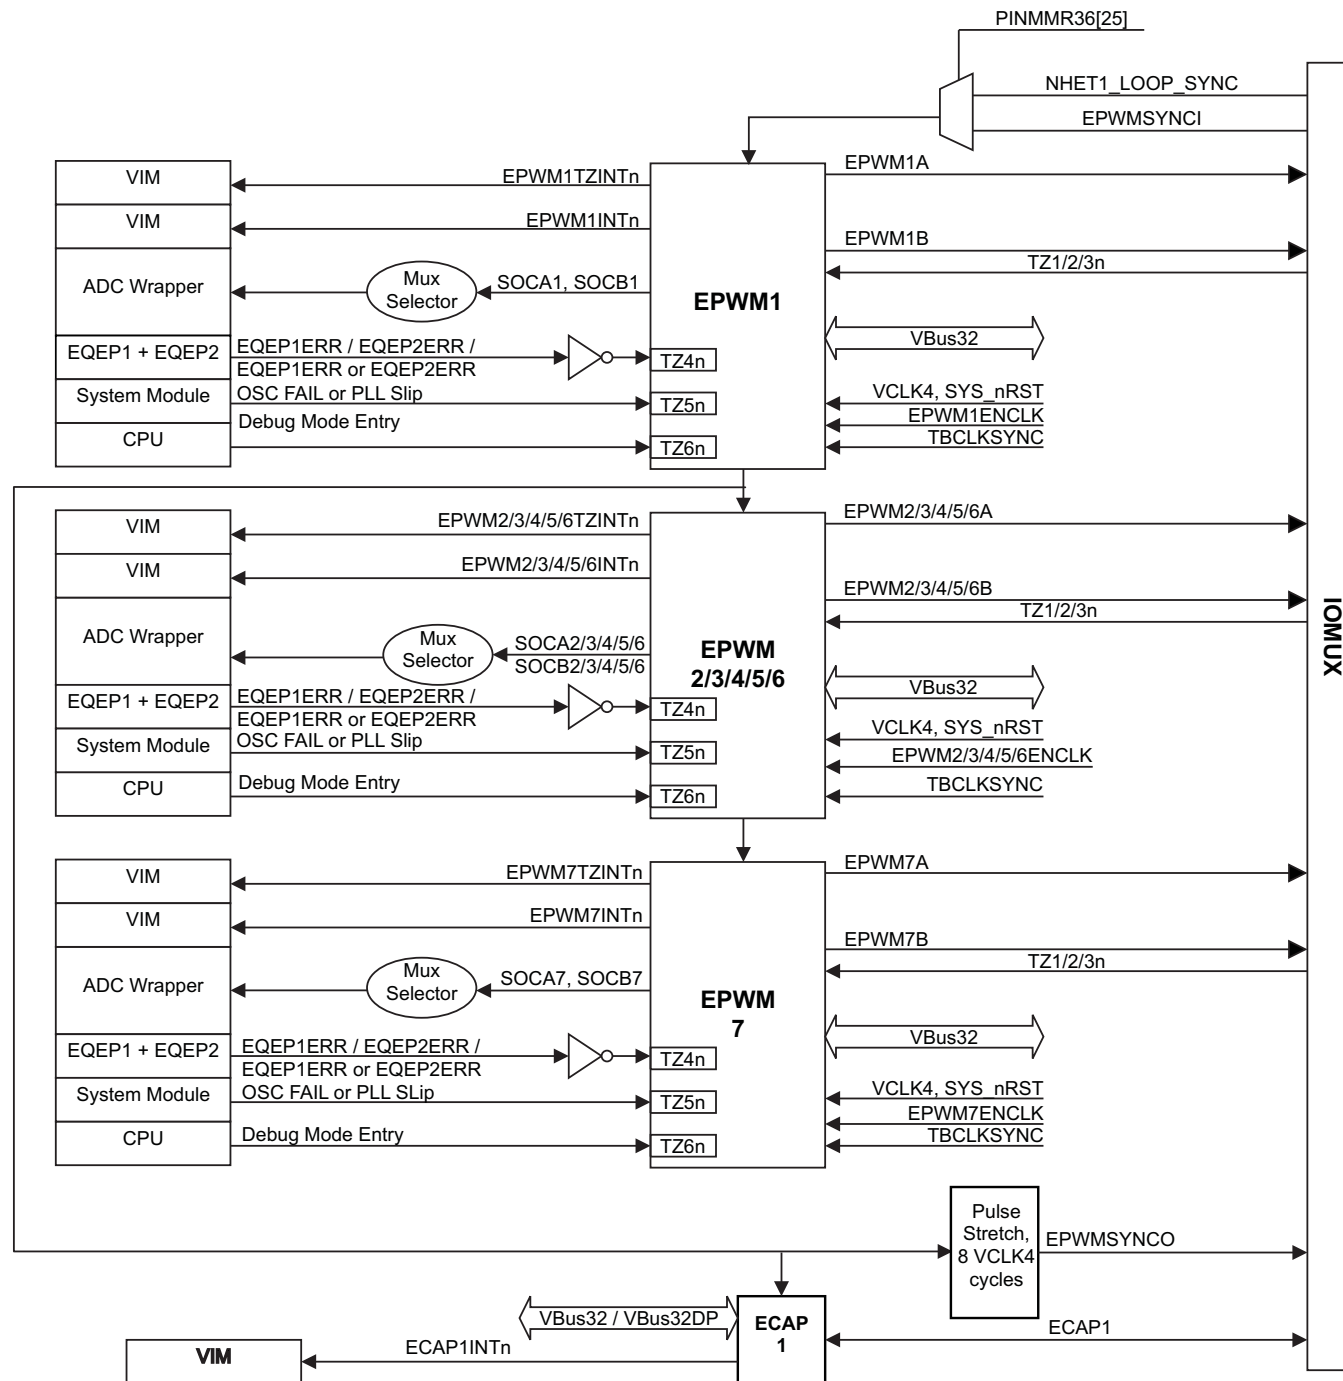 PINMMR36[25]
NHET1_LOOP_SYNC
EPWMSYNCI
VIM
EPWM1TZINTn
EPWM1A
VIM
EPWM1INTn
EPWM1B
TZ1/2/3n
ADC Wrapper
Mux
Selector
SOCA1, SOCB1
EPWM1
VBus32
EQEP1 + EQEP2
EQEP1ERR / EQEP2ERR /
EQEP1ERR or EQEP2ERR
TZ4n
System Module
OSC FAIL or PLL Slip
TZ5n
VCLK4, SYS_nRST
EPWM1ENCLK
CPU
Debug Mode Entry
TZ6n
TBCLKSYNC
VIM
EPWM2/3/4/5/6TZINTn
EPWM2/3/4/5/6A
VIM
EPWM2/3/4/5/6INTn
EPWM2/3/4/5/6B
TZ1/2/3n
IOMUX
ADC Wrapper
Mux
Selector
SOCA2/3/4/5/6
SOCB2/3/4/5/6
EPWM
2/3/4/5/6
VBus32
EQEP1 + EQEP2
EQEP1ERR / EQEP2ERR /
EQEP1ERR or EQEP2ERR
TZ4n
System Module
OSC FAIL or PLL Slip
TZ5n
VCLK4, SYS_nRST
EPWM2/3/4/5/6ENCLK
CPU
Debug Mode Entry
TZ6n
TBCLKSYNC
VIM
EPWM7TZINTn
EPWM7A
VIM
EPWM7INTn
EPWM7B
TZ1/2/3n
ADC Wrapper
Mux
Selector
SOCA7, SOCB7
EPWM
7
VBus32
EQEP1 + EQEP2
EQEP1ERR / EQEP2ERR /
EQEP1ERR or EQEP2ERR
TZ4n
System Module
OSC FAIL or PLL SLip
TZ5n
VCLK4, SYS_nRST
EPWM7ENCLK
CPU
Debug Mode Entry
TZ6n
TBCLKSYNC
Pulse
Stretch,
8 VCLK4
cycles
EPWMSYNCO
VBus32 / VBus32DP
ECAP
1
ECAP1
VIM
ECAP1INTn